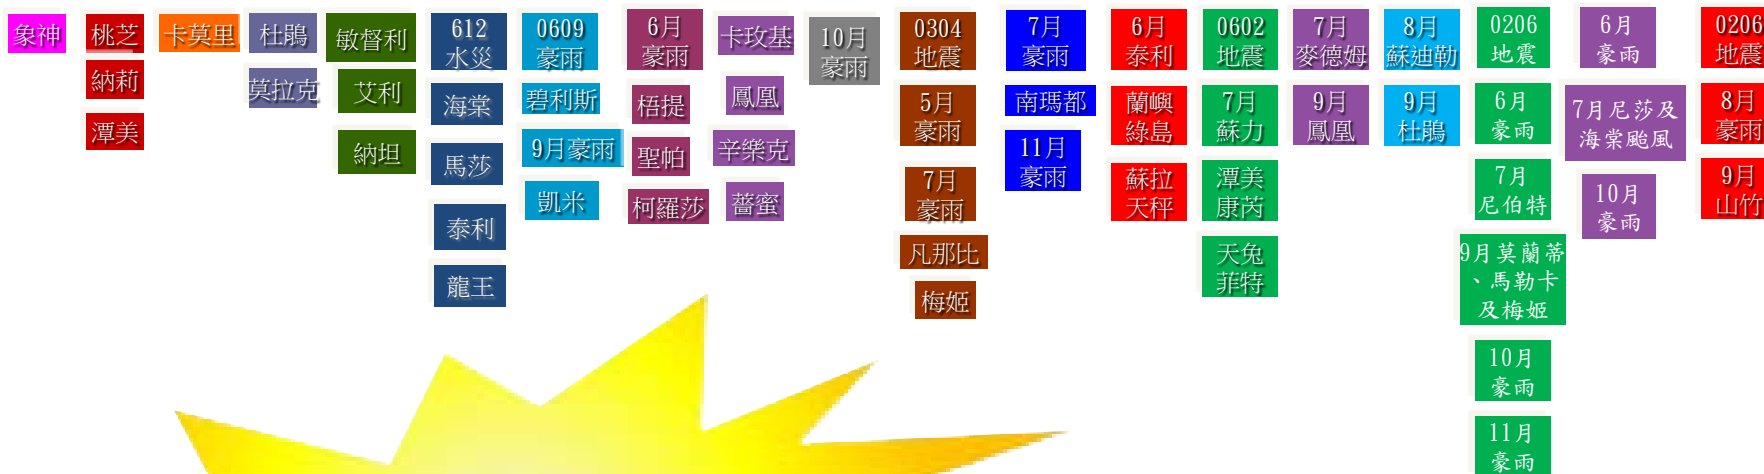 象神
桃芝
納莉
潭美
卡莫里
杜鵑
莫拉克
敏督利
艾利
納坦
612
水災
海棠
馬莎
泰利
龍王
0609
豪雨
碧利斯
9月豪雨
凱米
6月
豪雨
梧提
聖帕
柯羅莎
卡玫基
鳳凰
辛樂克
薔蜜
10月
豪雨
0304
地震
5月
豪雨
7月
豪雨
凡那比
梅姬
7月
豪雨
南瑪都
11月
豪雨
6月
泰利
蘭嶼
綠島
蘇拉
天秤
0602
地震
7月
蘇力
潭美
康芮
天兔
菲特
7月
麥德姆
9月
鳳凰
8月
蘇迪勒
9月
杜鵑
0206
地震
6月
豪雨
7月
尼伯特
9月莫蘭蒂
、馬勒卡
及梅姬
10月
豪雨
11月
豪雨
6月
豪雨
7月尼莎及
海棠颱風
10月
豪雨
0206
地震
8月
豪雨
9月
山竹